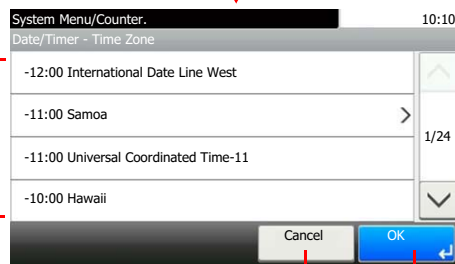 System Menu/Counter. 10:10
Date/Timer - Time Zone
-12:00 International Date Line West
-11:00 Samoa
1/24
-11:00 Universal Coordinated Time-11
-10:00 Hawaii
Cancel OK